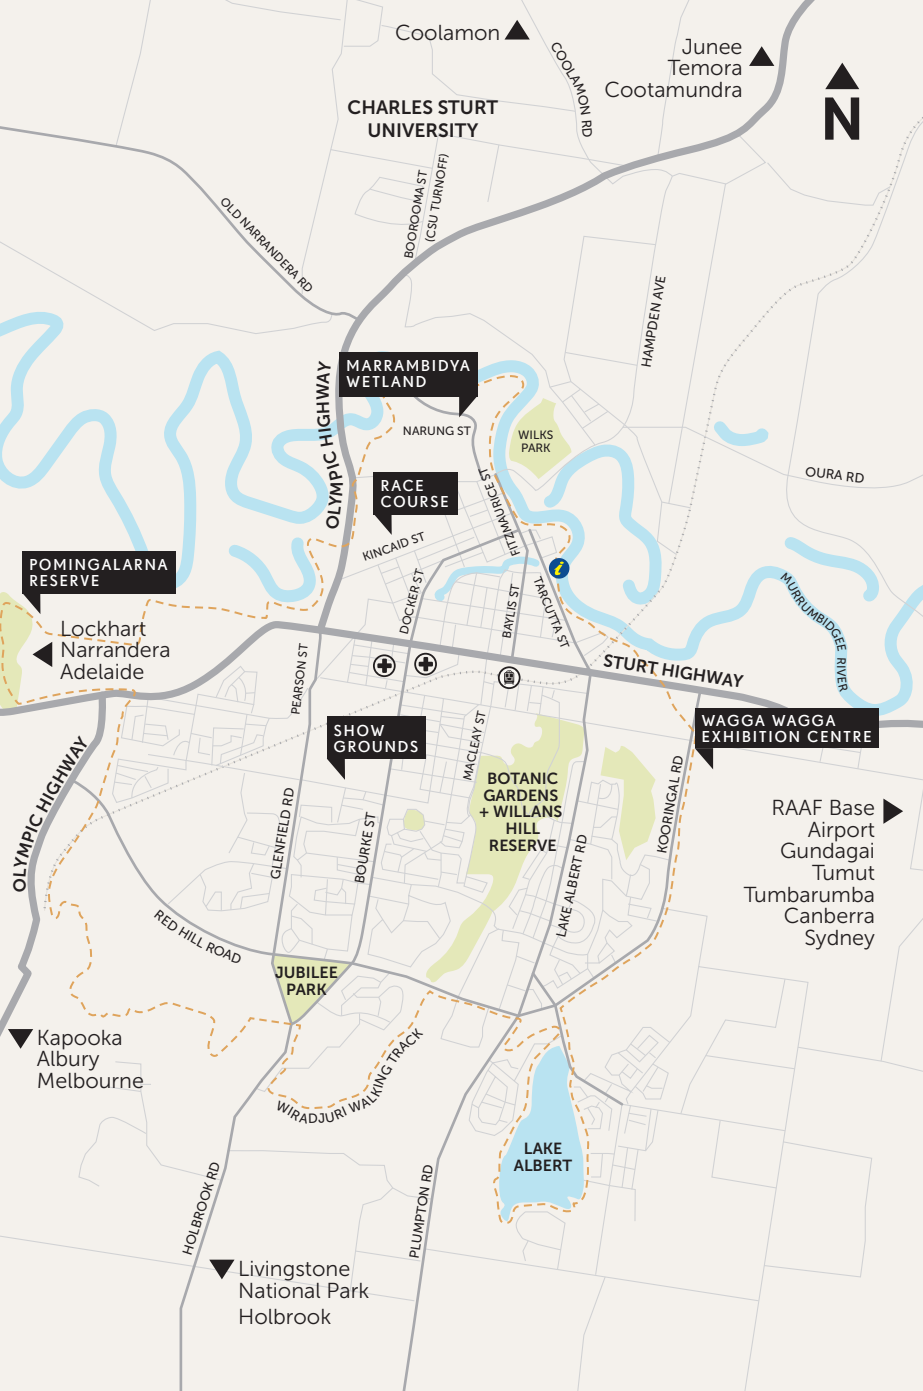 Coolamon
COOLAMON RD
Junee
Temora
Cootamundra
N
CHARLES STURT
UNIVERSITY
BOOROOMA ST
(CSU TURNOFF)
OLD NARRANDERA RD
HAMPDEN AVE
OLYMPIC HIGHWAY
MARRAMBIDYA
WETLAND
NARUNG ST
WILKS
PARK
OURA RD
RACE
COURSE
FITZMAURICE ST
KINCAID ST
POMINGALARNA
RESERVE
DOCKER ST
BAYLIS ST
TARCUTTA ST
i
MURRUMBIDGEE RIVER
Lockhart
Narrandera
Adelaide
PEARSON ST
STURT HIGHWAY
SHOW
GROUNDS
MACLEAY ST
WAGGA WAGGA
EXHIBITION CENTRE
OLYMPIC HIGHWAY
BOTANIC
GARDENS
+ WILLANS
HILL
RESERVE
KOORINGAL RD
RAAF Base
Airport
Gundagai
Tumut
Tumbarumba
Canberra
Sydney
GLENFIELD RD
BOURKE ST
LAKE ALBERT RD
RED HILL ROAD
JUBILEE
PARK
Kapooka
Albury
Melbourne
WIRADJURI WALKING TRACK
LAKE
ALBERT
HOLBROOK RD
PLUMPTON RD
Livingstone
National Park
Holbrook